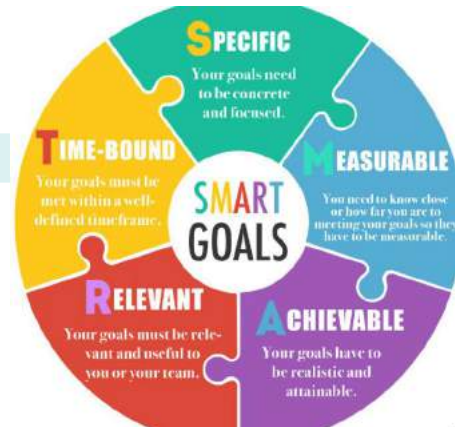 SPECIFIC
Your goals need
to be concrete
and focused.
MEASURABLE
You need to know close
or how far you are to
meeting your goals so they
have to be measurable.
ACHIEVABLE
Your goals have to
be realistic and
attainable.
RELEVANT
Your goals must be rele-
vant and useful to
you or your team.
TIME-BOUND
Your goals must be
met within a well-
defined timeframe.
SMART
GOALS